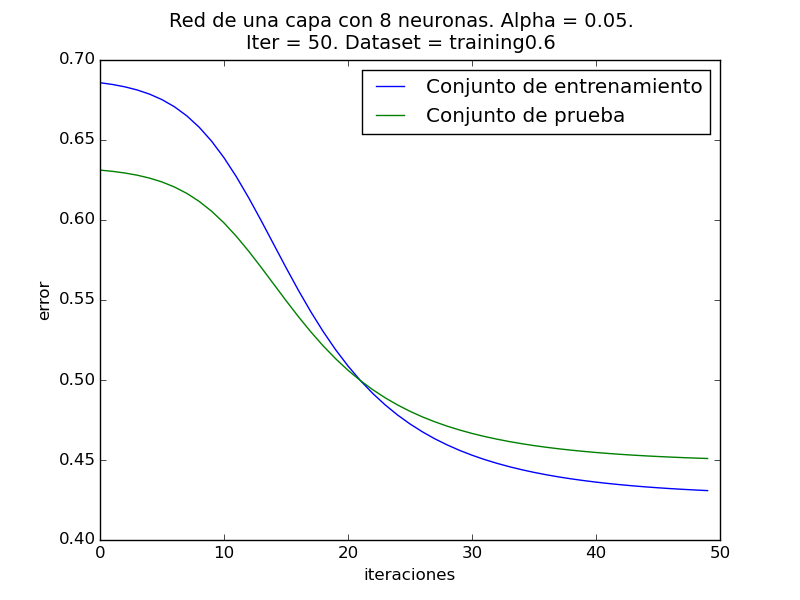 Red de una capa con 8 neuronas. Alpha = 0.05.
Iter = 50. Dataset = training0.6
Conjunto de entrenamiento
Conjunto de prueba
0.70
0.65
0.60
0.55
0.50
0.45
0.40
error
0 10 20 30 40 50
iteraciones